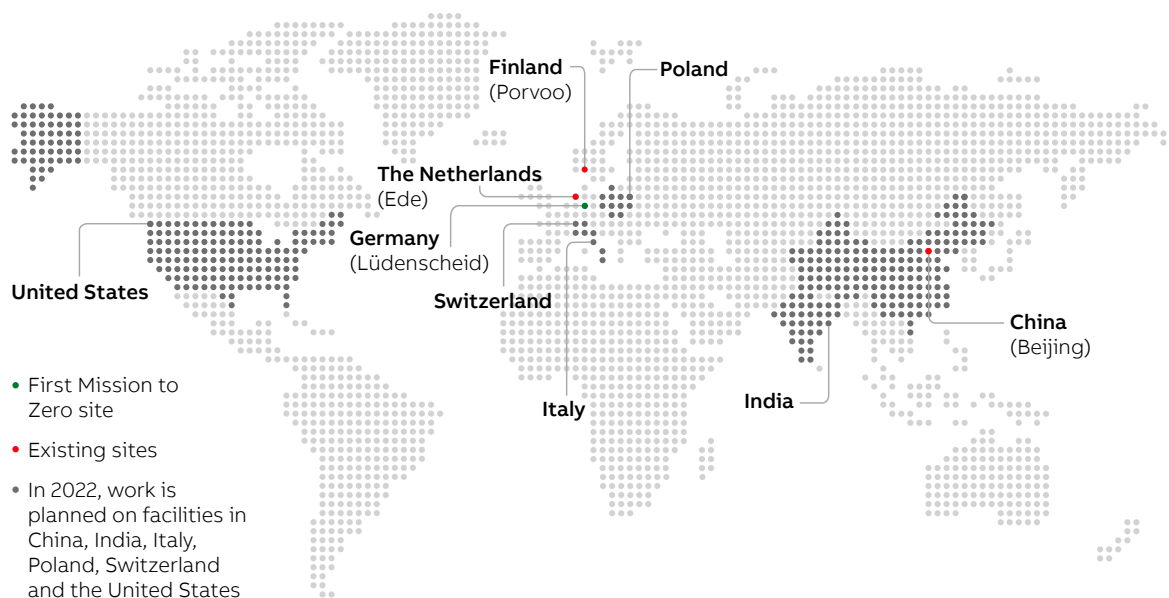 Finland
(Porvoo)
Poland
The Netherlands
(Ede)
Germany
(Lüdenscheid)
United States
Switzerland
China
(Beijing)
India
Italy
First Mission to
Zero site
Existing sites
In 2022, work is
planned on facilities in
China, India, Italy,
Poland, Switzerland
and the United States